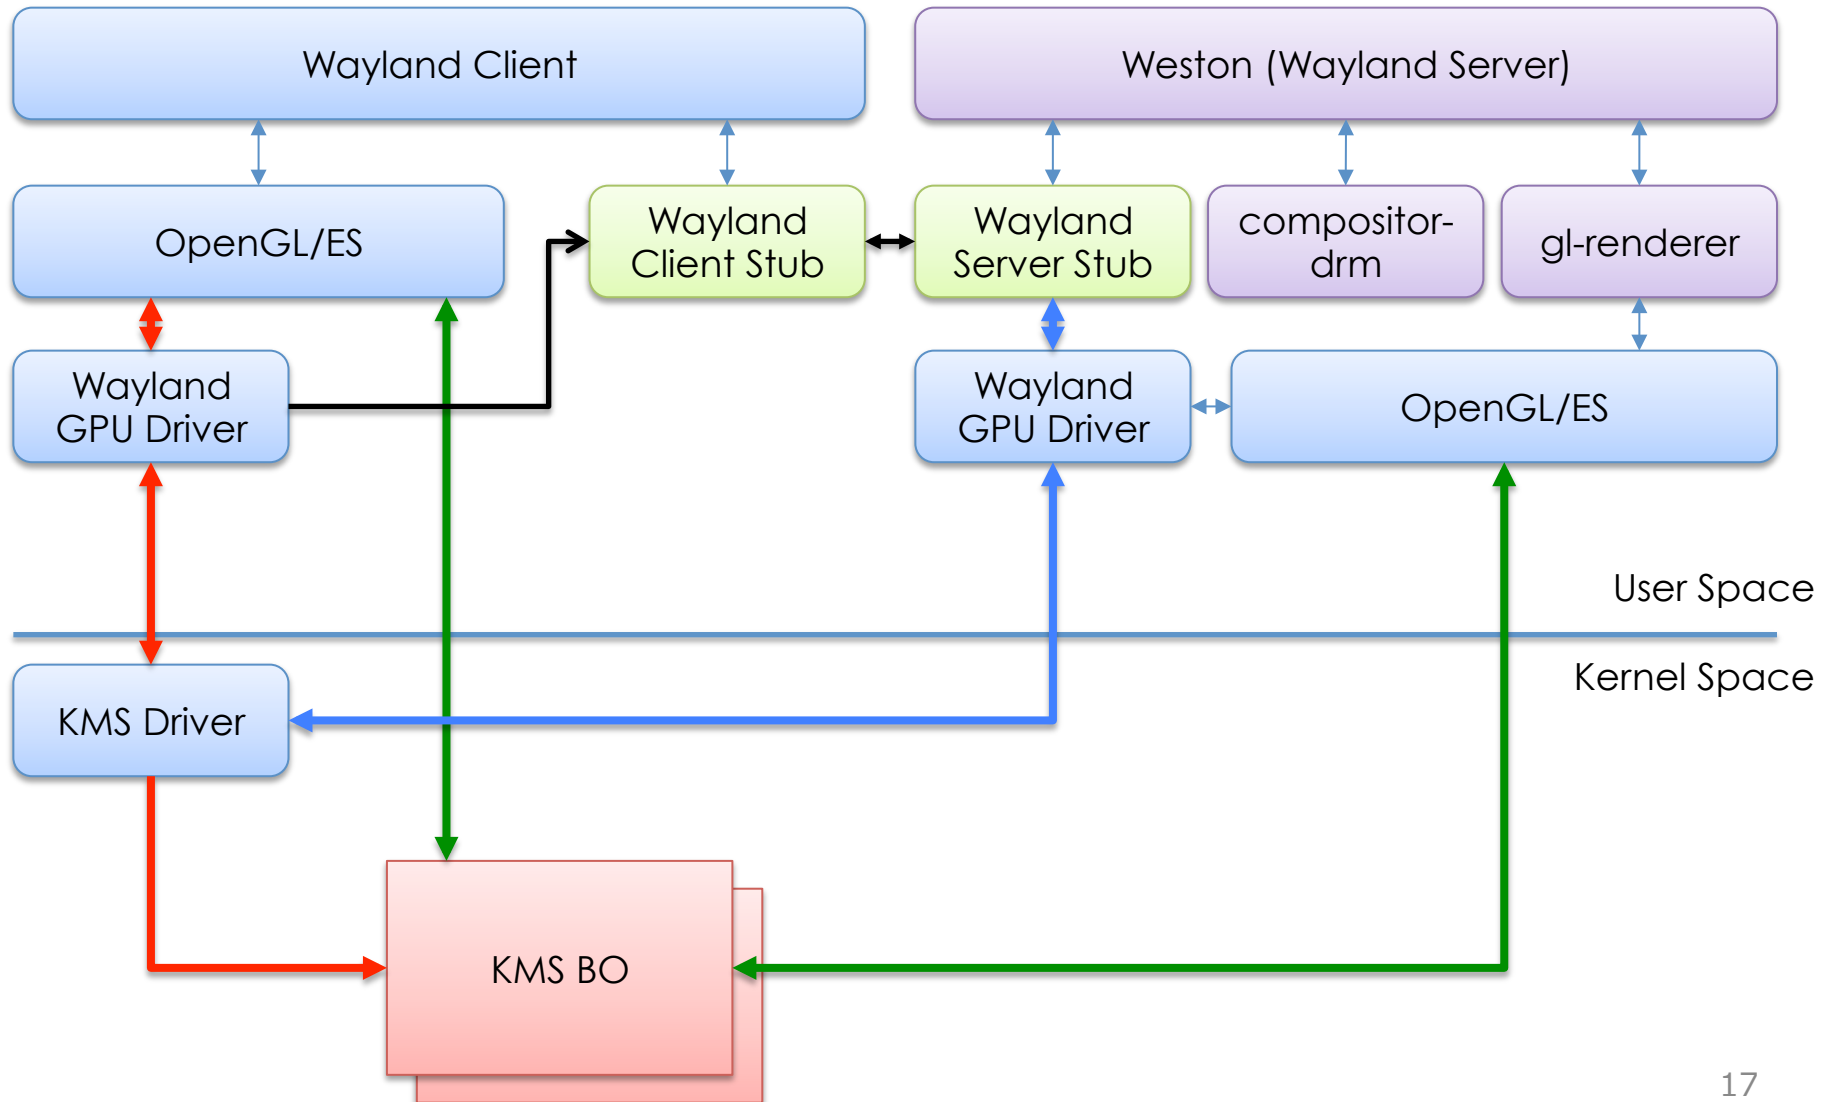 Wayland Client
Weston (Wayland Server)
OpenGL/ES
Wayland
Client Stub
Wayland
Server Stub
compositor-
drm
gl-renderer
Wayland
GPU Driver
Wayland
GPU Driver
OpenGL/ES
User Space
Kernel Space
KMS Driver
KMS BO
17